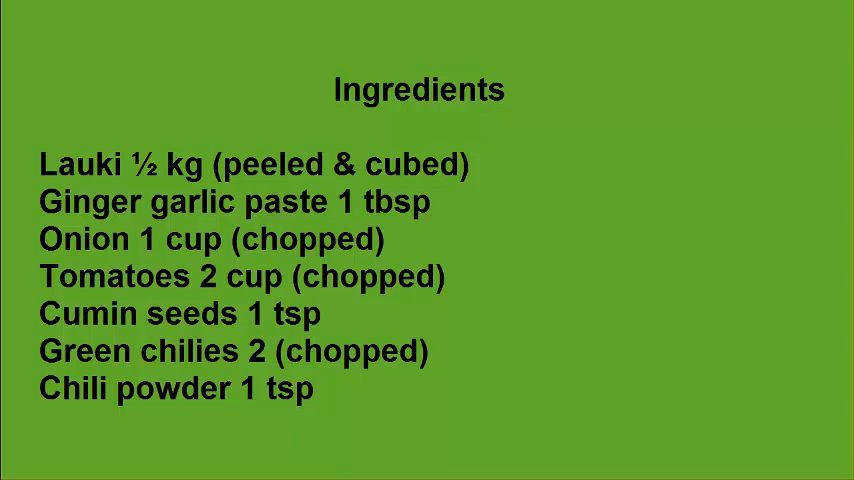 Ingredients
Lauki ½ kg (peeled & cubed)
Ginger garlic paste 1 tbsp
Onion 1 cup (chopped)
Tomatoes 2 cup (chopped)
Cumin seeds 1 tsp
Green chilies 2 (chopped)
Chili powder 1 tsp